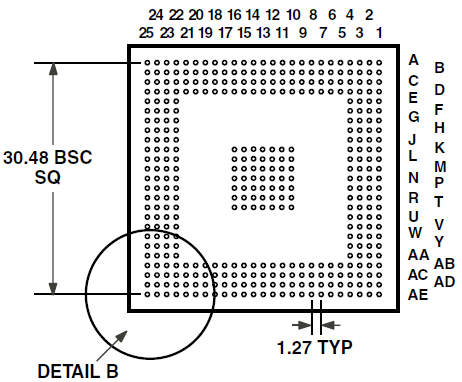 24 22 20 18 16 14 12 10 8 6 4 2
25 23 21 19 17 15 13 11 9 7 5 3 1
A
B
C
D
E
F
G
H
J
K
L
M
N
P
R
T
U
V
W
Y
AA
AB
AC
AD
AE
30.48 BSC
SQ
1.27 TYP
DETAIL B